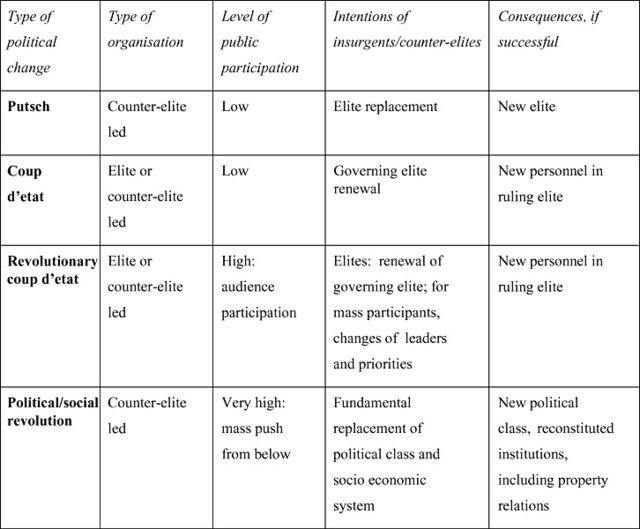 Type of political change
Type of organisation
Level of public participation
Intentions of insurgents/counter-elites
Consequences, if successful
Putsch
Counter-elite led
Low
Elite replacement
New elite
Coup d'etat
Elite or counter-elite led
Low
Governing elite renewal
New personnel in ruling elite
Revolutionary coup d'etat
Elite or counter-elite led
High: audience participation
Elites: renewal of governing elite; for mass participants, changes of leaders and priorities
New personnel in ruling elite
Political/social revolution
Counter-elite led
Very high: mass push from below
Fundamental replacement of political class and socio economic system
New political class, reconstituted institutions, including property relations